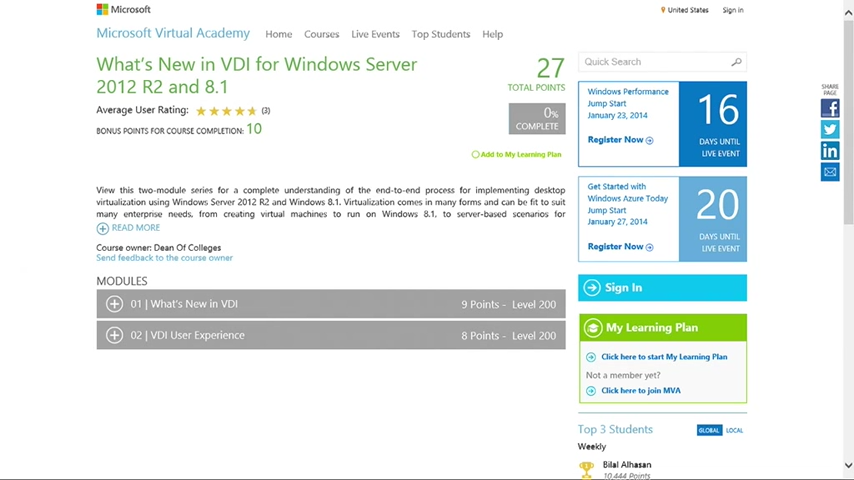 Microsoft
United States Sign in
Microsoft Virtual Academy Home Courses Live Events Top Students Help
What's New in VDI for Windows Server
2012 R2 and 8.1
27
TOTAL POINTS
Average User Rating: (3)
BONUS POINTS FOR COURSE COMPLETION: 10
0%
COMPLETE
Add to My Learning Plan
View this two-module series for a complete understanding of the end-to-end process for implementing desktop
virtualization using Windows Server 2012 R2 and Windows 8.1. Virtualization comes in many forms and can be fit to suit
many enterprise needs, from creating virtual machines to run on Windows 8.1, to server-based scenarios for
READ MORE
Course owner: Dean Of Colleges
Send feedback to the course owner
MODULES
01 | What's New in VDI 9 Points - Level 200
02 | VDI User Experience 8 Points - Level 200
Quick Search
Windows Performance
Jump Start
January 23, 2014
Register Now
16
DAYS UNTIL
LIVE EVENT
Get Started with
Windows Azure Today
Jump Start
January 27, 2014
Register Now
20
DAYS UNTIL
LIVE EVENT
Sign In
My Learning Plan
Click here to start My Learning Plan
Not a member yet?
Click here to join MVA
Top 3 Students GLOBAL LOCAL
Weekly
Bilal Alhasan
10,444 Points
SHARE
PAGE